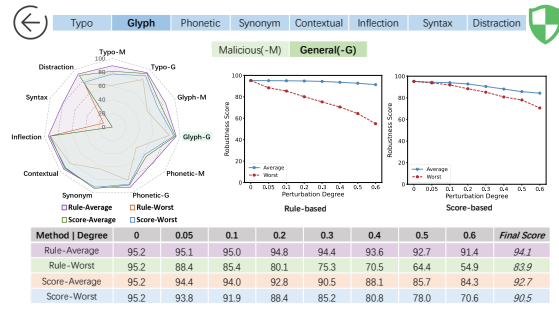 Typo Glyph Phonetic Synonym Contextual Inflection Syntax Distraction
Malicious(-M) General(-G)
Typo-M
Typo-G
Glyph-M
Glyph-G
Phonetic-M
Phonetic-G
Synonym
Contextual
Inflection
Syntax
Distraction
100
80
60
40
20
0
Rule-Average Rule-Worst
Score-Average Score-Worst
Robustness Score
100
80
60
40
20
0
Average
Worst
0 0.05 0.1 0.2 0.3 0.4 0.5 0.6
Perturbation Degree
Rule-based
Robustness Score
100
80
60
40
20
0
Average
Worst
0 0.05 0.1 0.2 0.3 0.4 0.5 0.6
Perturbation Degree
Score-based
Method | Degree 0 0.05 0.1 0.2 0.3 0.4 0.5 0.6 Final Score
Rule-Average 95.2 95.1 95.0 94.8 94.4 93.6 92.7 91.4 94.1
Rule-Worst 95.2 88.4 85.4 80.1 75.3 70.5 64.4 54.9 83.9
Score-Average 95.2 94.4 94.0 92.8 90.5 88.1 85.7 84.3 92.7
Score-Worst 95.2 93.8 91.9 88.4 85.2 80.8 78.0 70.6 90.5